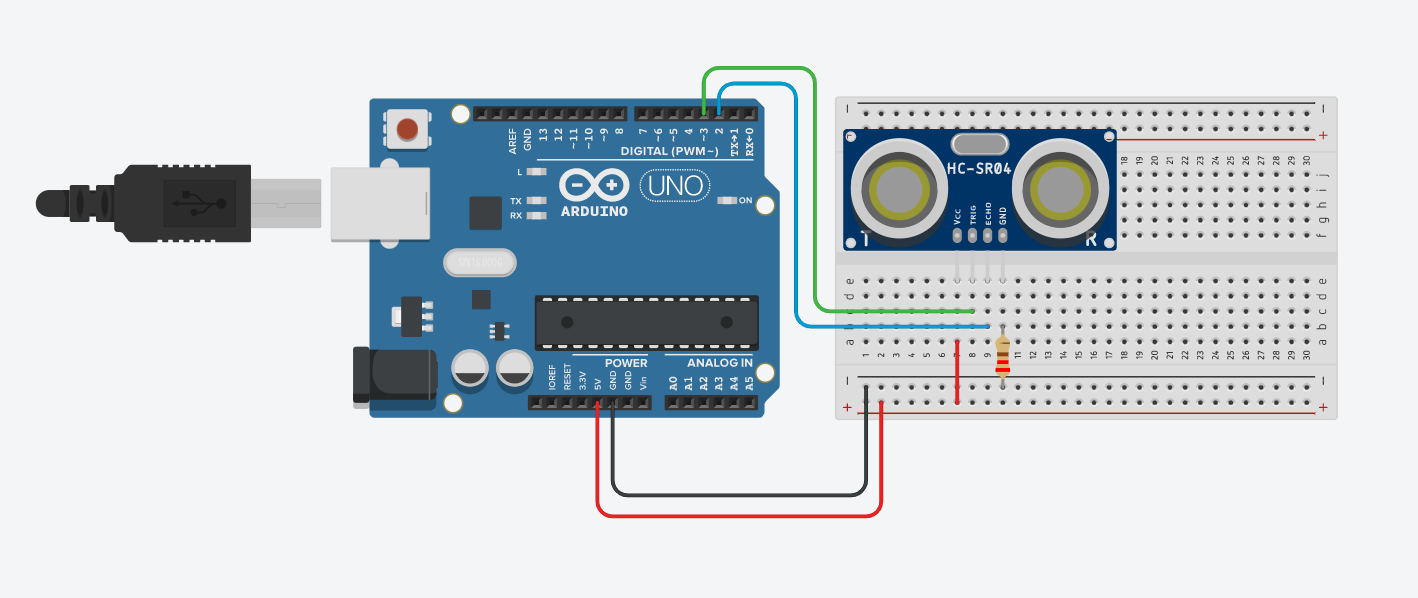 AREF
GND
13
12
~11
~10
~9
8
7
~6
~5
4
~3
2
TX→1
RX←0
DIGITAL (PWM~)
L
TX
RX
ARDUINO
UNO
ON
POWER
ANALOG IN
IOREF
RESET
3.3V
5V
GND
GND
Vin
A0
A1
A2
A3
A4
A5
HC-SR04
VCC
TRIG
ECHO
GND
T
R
− −
+
18 19 20 21 22 23 24 25 26 27 28 29 30
j
i
h
g
f
e e
d d
c c
b b
a a
1 2 3 4 5 6 7 8 9 11 12 13 14 15 16 17 18 19 20 21 22 23 24 25 26 27 28 29 30
− −
+ +